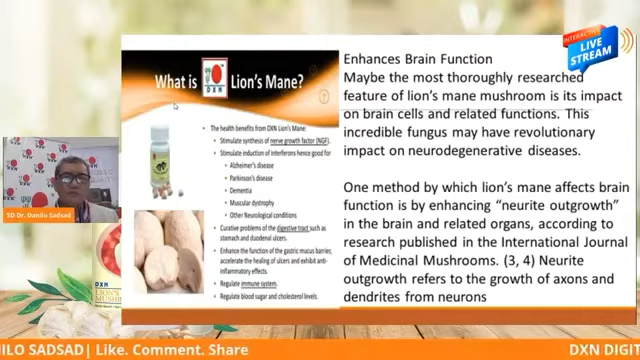 INTERACTIVE
LIVE
STREAM
What is DXN Lion's Mane?
The health benefits from DXN Lion's Mane:
Stimulate synthesis of nerve growth factor (NGF).
Stimulate induction of interferons hence good for
Alzheimer's disease
Parkinson's disease
Dementia
Muscular dystrophy
Other Neurological conditions
Curative problems of the digestive tract such as
stomach and duodenal ulcers.
Enhance the function of the gastric mucus barrier,
accelerate the healing of ulcers and exhibit anti-
inflammatory effects.
Regulate immune system.
Regulate blood sugar and cholesterol levels.
Enhances Brain Function
Maybe the most thoroughly researched
feature of lion's mane mushroom is its impact
on brain cells and related functions. This
incredible fungus may have revolutionary
impact on neurodegenerative diseases.
One method by which lion's mane affects brain
function is by enhancing "neurite outgrowth"
in the brain and related organs, according to
research published in the International Journal
of Medicinal Mushrooms. (3, 4) Neurite
outgrowth refers to the growth of axons and
dendrites from neurons
SD Dr. Danilo Sadsad
DXN
LION'S
NILO SADSAD| Like. Comment. Share
DXN DIGIT